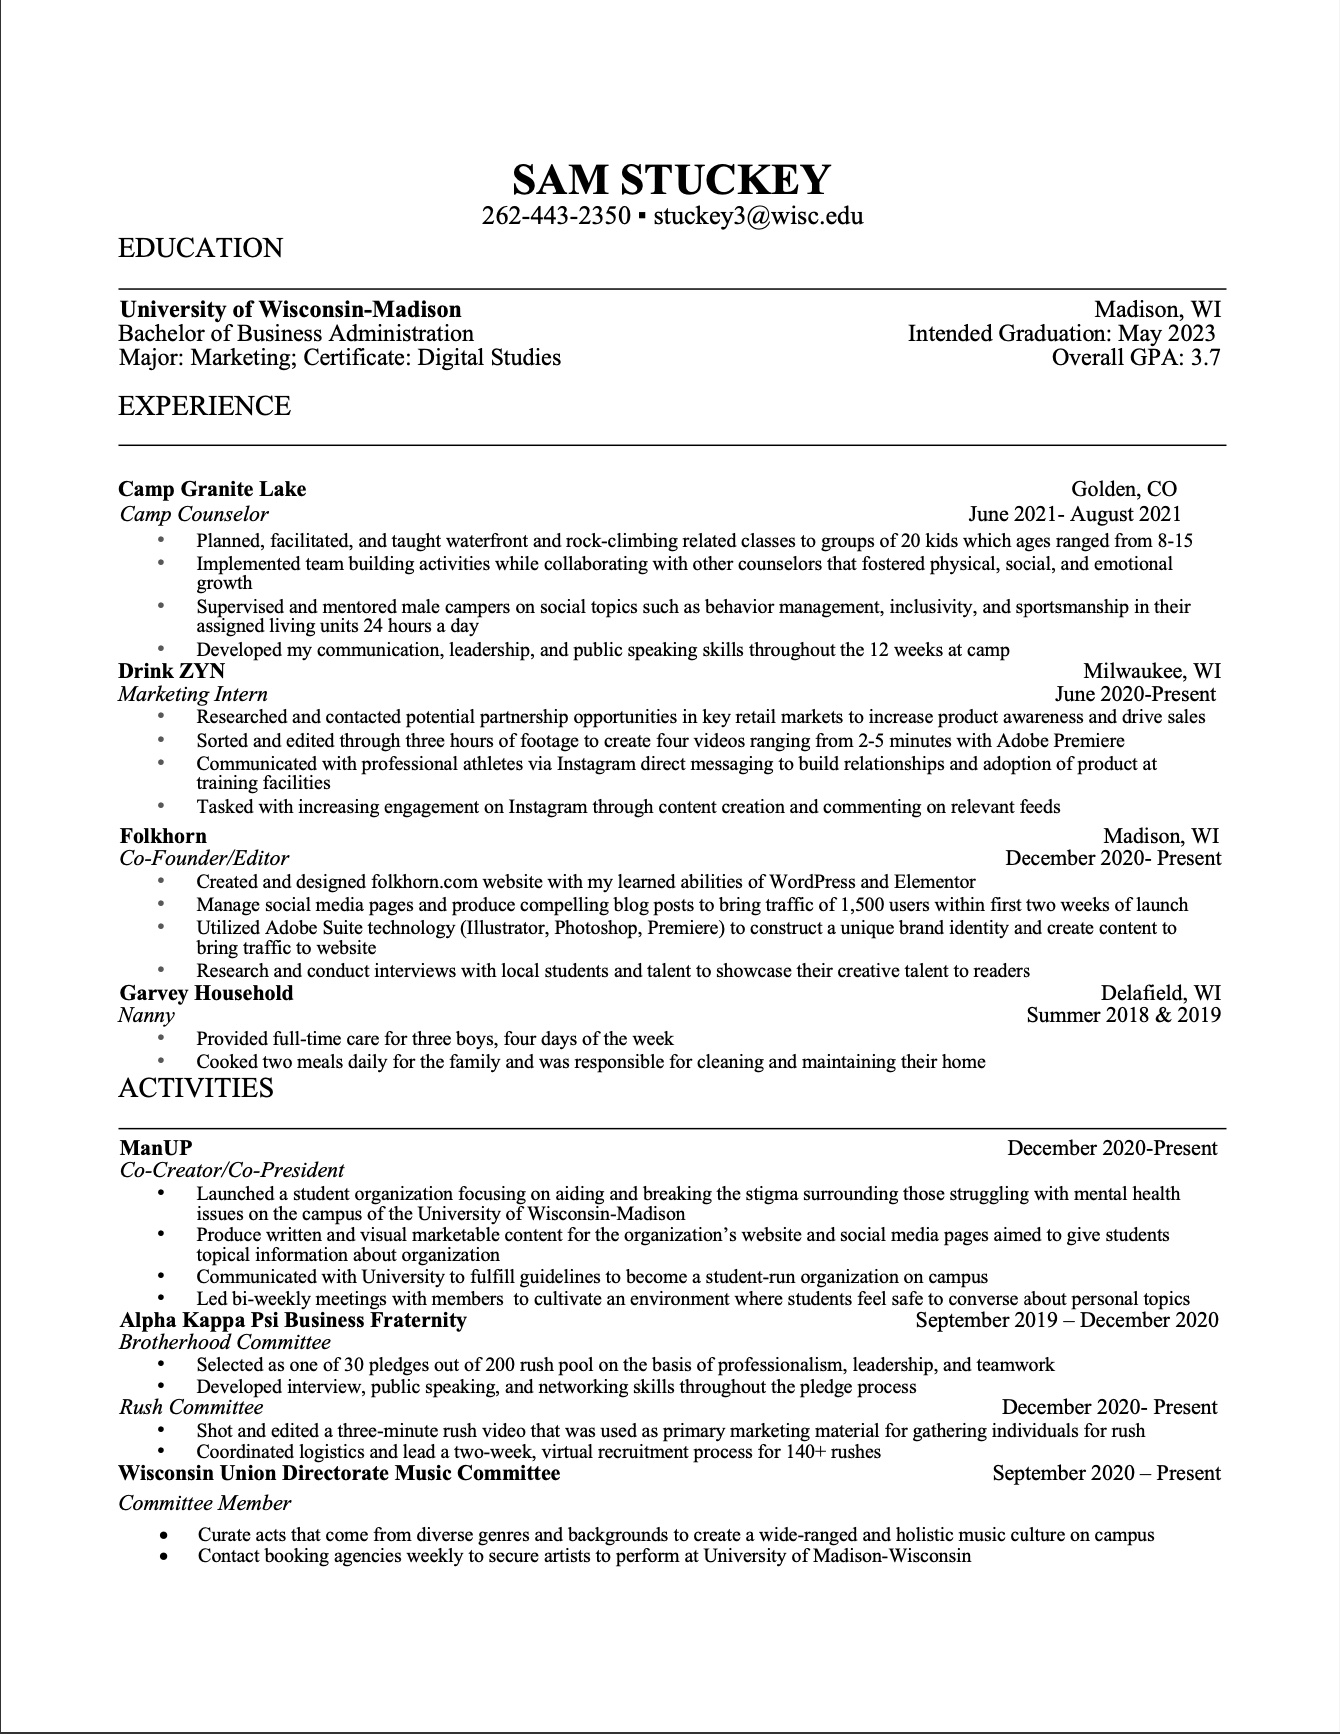 SAM STUCKEY
262-443-2350 ▪ stuckey3@wisc.edu
EDUCATION
University of Wisconsin-Madison Madison, WI
Bachelor of Business Administration Intended Graduation: May 2023
Major: Marketing; Certificate: Digital Studies Overall GPA: 3.7
EXPERIENCE
Camp Granite Lake Golden, CO
Camp Counselor June 2021- August 2021
• Planned, facilitated, and taught waterfront and rock-climbing related classes to groups of 20 kids which ages ranged from 8-15
• Implemented team building activities while collaborating with other counselors that fostered physical, social, and emotional
growth
• Supervised and mentored male campers on social topics such as behavior management, inclusivity, and sportsmanship in their
assigned living units 24 hours a day
• Developed my communication, leadership, and public speaking skills throughout the 12 weeks at camp
Drink ZYN Milwaukee, WI
Marketing Intern June 2020-Present
• Researched and contacted potential partnership opportunities in key retail markets to increase product awareness and drive sales
• Sorted and edited through three hours of footage to create four videos ranging from 2-5 minutes with Adobe Premiere
• Communicated with professional athletes via Instagram direct messaging to build relationships and adoption of product at
training facilities
• Tasked with increasing engagement on Instagram through content creation and commenting on relevant feeds
Folkhorn Madison, WI
Co-Founder/Editor December 2020- Present
• Created and designed folkhorn.com website with my learned abilities of WordPress and Elementor
• Manage social media pages and produce compelling blog posts to bring traffic of 1,500 users within first two weeks of launch
• Utilized Adobe Suite technology (Illustrator, Photoshop, Premiere) to construct a unique brand identity and create content to
bring traffic to website
• Research and conduct interviews with local students and talent to showcase their creative talent to readers
Garvey Household Delafield, WI
Nanny Summer 2018 & 2019
• Provided full-time care for three boys, four days of the week
• Cooked two meals daily for the family and was responsible for cleaning and maintaining their home
ACTIVITIES
ManUP December 2020-Present
Co-Creator/Co-President
• Launched a student organization focusing on aiding and breaking the stigma surrounding those struggling with mental health
issues on the campus of the University of Wisconsin-Madison
• Produce written and visual marketable content for the organization’s website and social media pages aimed to give students
topical information about organization
• Communicated with University to fulfill guidelines to become a student-run organization on campus
• Led bi-weekly meetings with members to cultivate an environment where students feel safe to converse about personal topics
Alpha Kappa Psi Business Fraternity September 2019 – December 2020
Brotherhood Committee
• Selected as one of 30 pledges out of 200 rush pool on the basis of professionalism, leadership, and teamwork
• Developed interview, public speaking, and networking skills throughout the pledge process
Rush Committee December 2020- Present
• Shot and edited a three-minute rush video that was used as primary marketing material for gathering individuals for rush
• Coordinated logistics and lead a two-week, virtual recruitment process for 140+ rushes
Wisconsin Union Directorate Music Committee September 2020 – Present
Committee Member
• Curate acts that come from diverse genres and backgrounds to create a wide-ranged and holistic music culture on campus
• Contact booking agencies weekly to secure artists to perform at University of Madison-Wisconsin